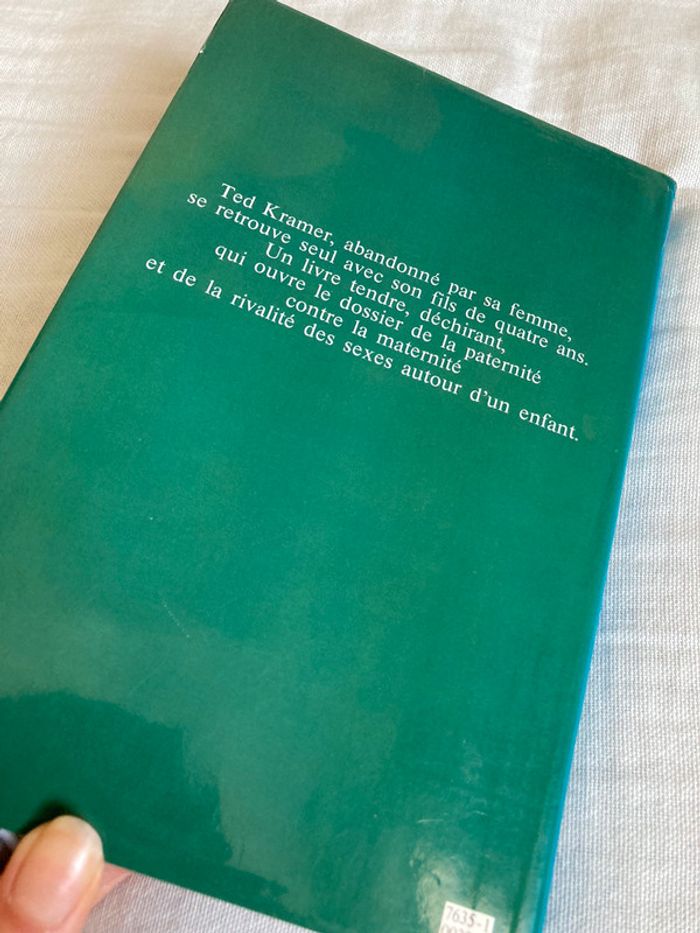 Ted Kramer, abandonné par sa femme,
se retrouve seul avec son fils de quatre ans.
Un livre tendre, déchirant,
qui ouvre le dossier de la paternité
contre la maternité
et de la rivalité des sexes autour d'un enfant.
7635-1